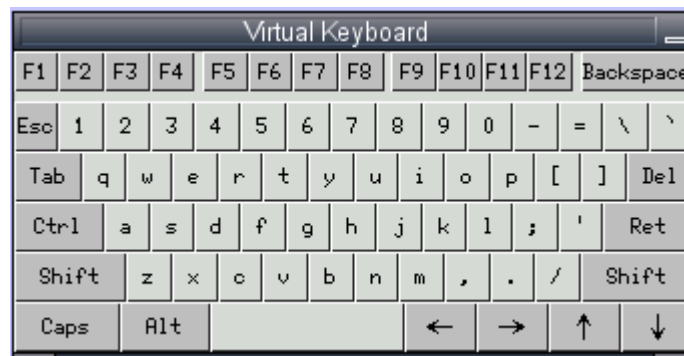 Virtual Keyboard
F1 F2 F3 F4 F5 F6 F7 F8 F9 F10 F11 F12 Backspace
Esc 1 2 3 4 5 6 7 8 9 0 - = \ `
Tab q w e r t y u i o p [ ] Del
Ctrl a s d f g h j k l ; ' Ret
Shift z x c v b n m , . / Shift
Caps Alt ← → ↑ ↓